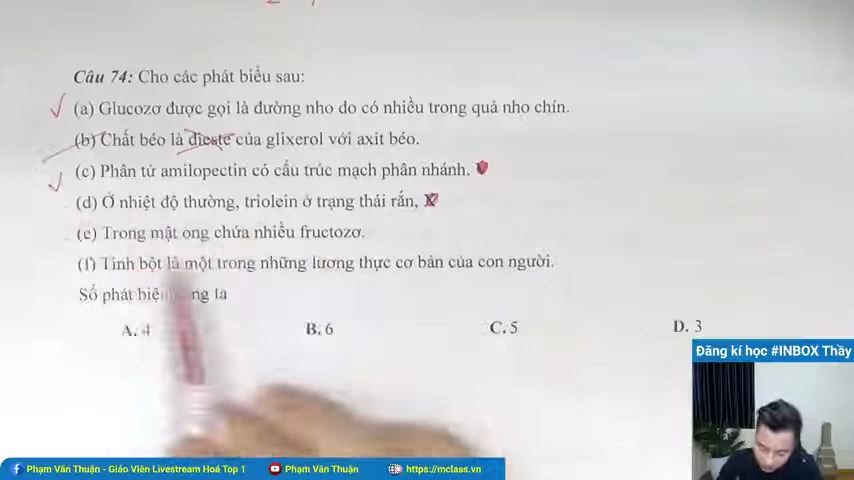 Câu 74: Cho các phát biểu sau:
(a) Glucozơ được gọi là đường nho do có nhiều trong quả nho chín.
(b) Chất béo là đieste của glixerol với axit béo.
(c) Phân tử amilopectin có cấu trúc mạch phân nhánh.
(d) Ở nhiệt độ thường, triolein ở trạng thái rắn,
(e) Trong mật ong chứa nhiều fructozơ.
(f) Tinh bột là một trong những lương thực cơ bản của con người.
Số phát là
A. 4 B. 6 C. 5 D. 3
Đăng kí học #INBOX Thầy
Phạm Văn Thuận - Giáo Viên Livestream Hoá Top 1 Phạm Văn Thuận https://mclass.vn